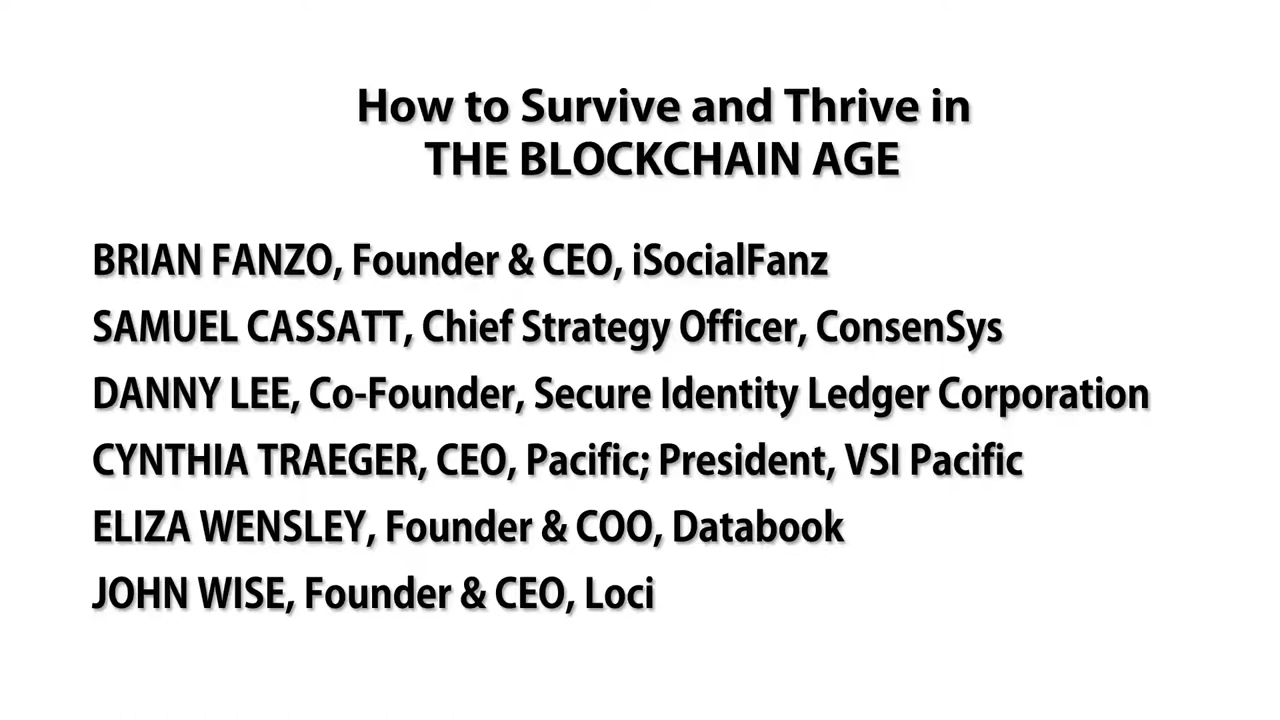 How to Survive and Thrive in
THE BLOCKCHAIN AGE
BRIAN FANZO, Founder & CEO, iSocialFanz
SAMUEL CASSATT, Chief Strategy Officer, ConsenSys
DANNY LEE, Co-Founder, Secure Identity Ledger Corporation
CYNTHIA TRAEGER, CEO, Pacific; President, VSI Pacific
ELIZA WENSLEY, Founder & COO, Databook
JOHN WISE, Founder & CEO, Loci